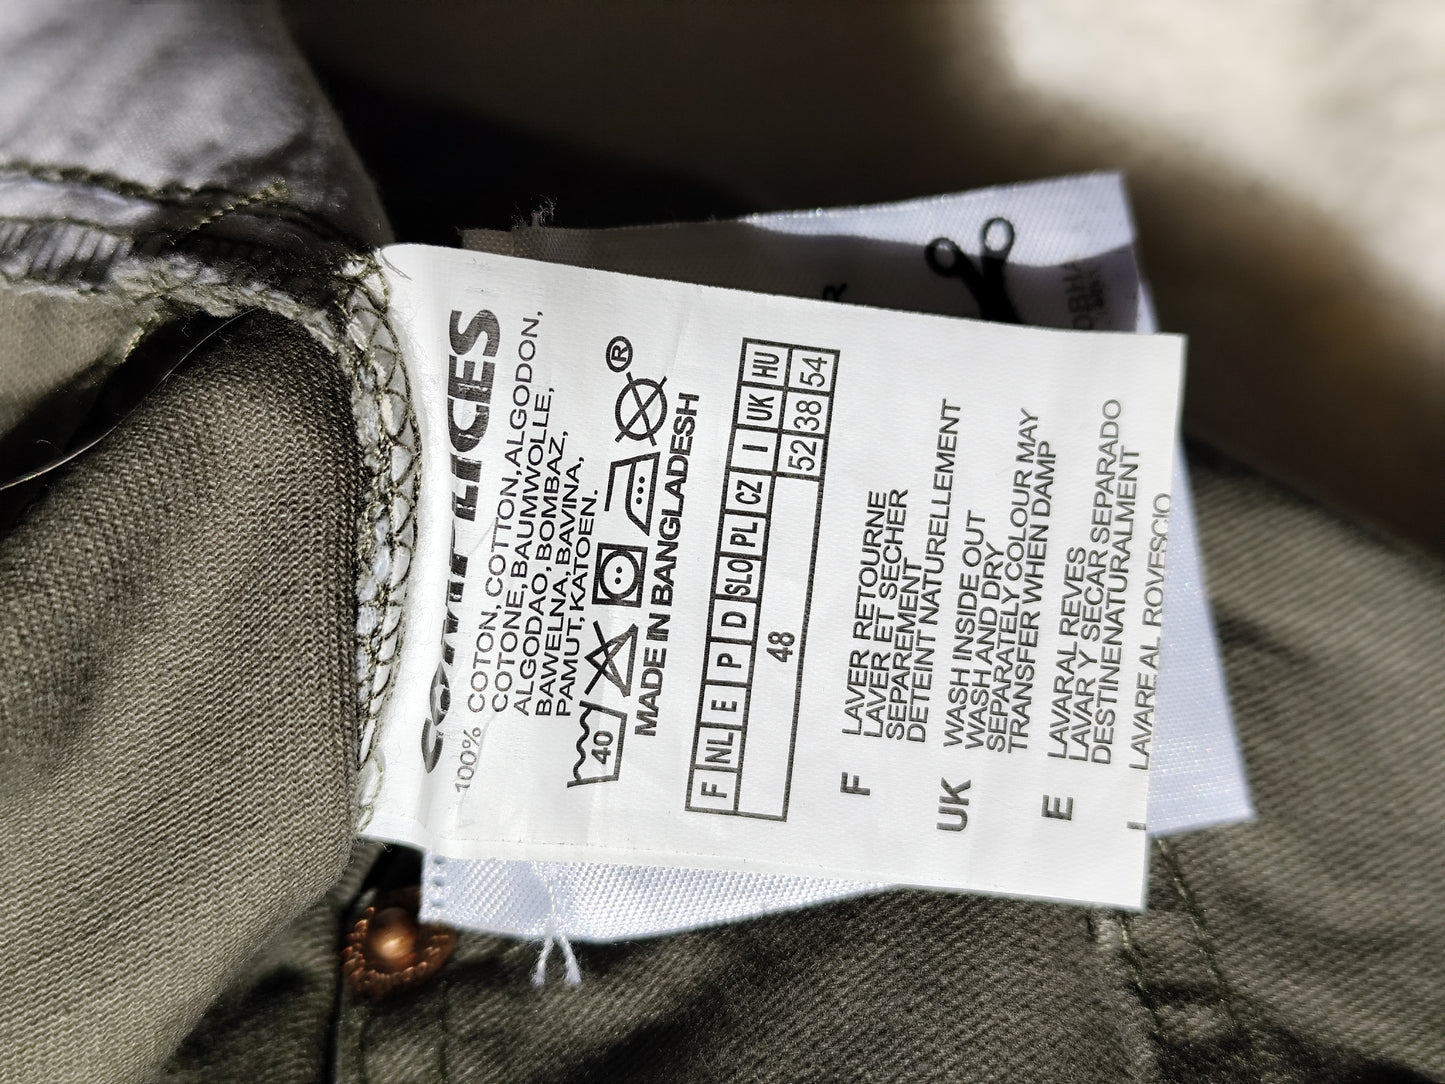 COMPLICES
100% COTON, COTTON, ALGODON,
COTONE, BAUMWOLLE,
ALGODAO, BOMBAZ,
BAWELNA, BAVINA,
PAMUT, KATOEN.
40
®
MADE IN BANGLADESH
F NL E P D SLO PL CZ I UK HU
48 52 38 54
F LAVER RETOURNE
LAVER ET SECHER
SEPAREMENT
DETEINT NATURELLEMENT
UK WASH INSIDE OUT
WASH AND DRY
SEPARATELY COLOUR MAY
TRANSFER WHEN DAMP
E LAVARAL REVES
LAVAR Y SECAR SEPARADO
DESTINENATURALMENT
I LAVARE AL ROVESCIO
R